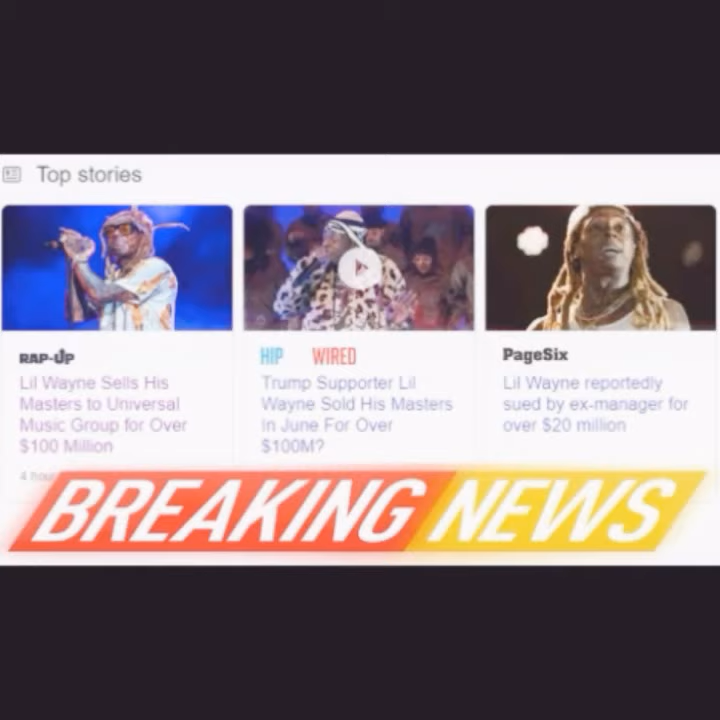 Top stories
RAP-UP
Lil Wayne Sells His
Masters to Universal
Music Group for Over
$100 Million
4 hour
HIP WIRED
Trump Supporter Lil
Wayne Sold His Masters
In June For Over
$100M?
PageSix
Lil Wayne reportedly
sued by ex-manager for
over $20 million
BREAKING NEWS